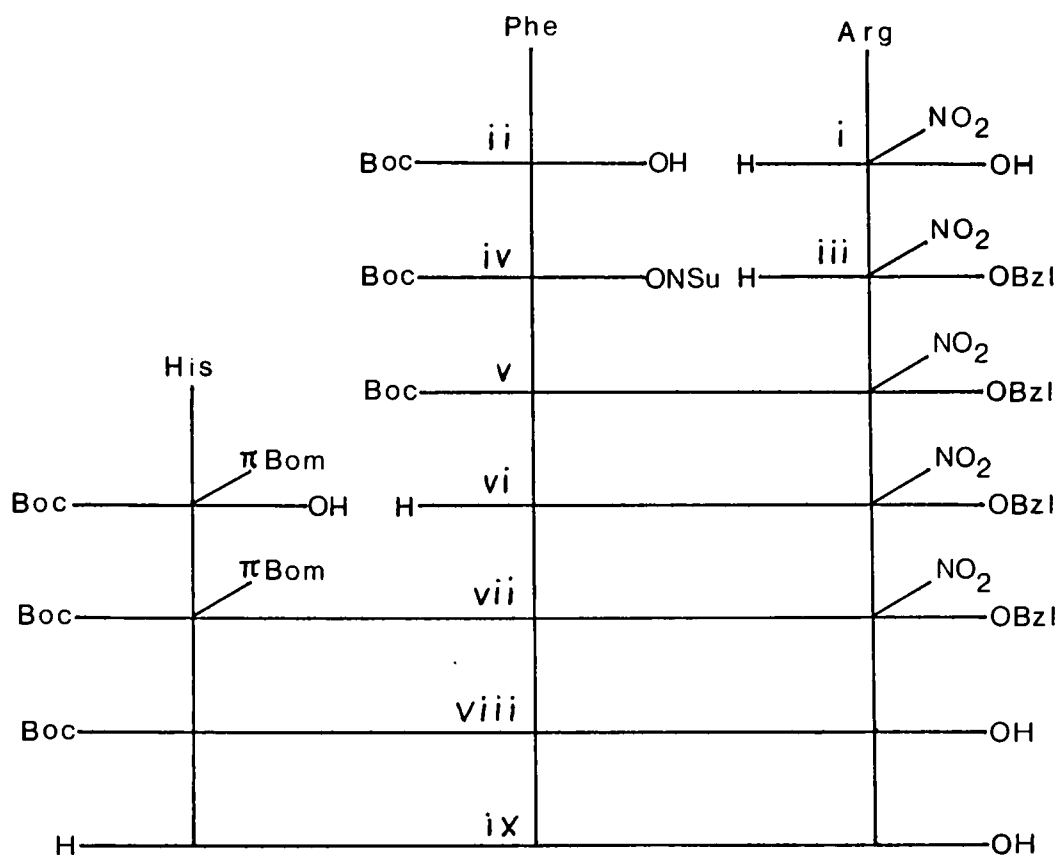 Phe Arg
ii i NO2
Boc OH H OH
iv iii NO2
Boc ONSu H OBzl
His v NO2
Boc OBzl
πBom vi NO2
Boc OH H OBzl
πBom vii NO2
Boc OBzl
viii
Boc OH
ix
H OH